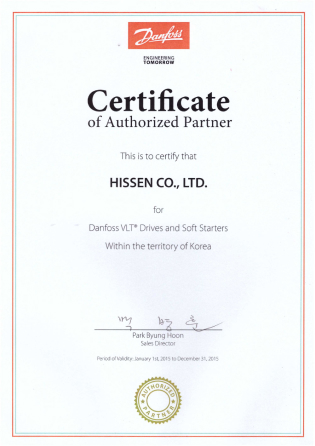 Danfoss
ENGINEERING
TOMORROW
Certificate
of Authorized Partner
This is to certify that
HISSEN CO., LTD.
for
Danfoss VLT® Drives and Soft Starters
Within the territory of Korea
Park Byung Hoon
Sales Director
Period of Validity: January 1st, 2015 to December 31, 2015
AUTHORIZED
PARTNER